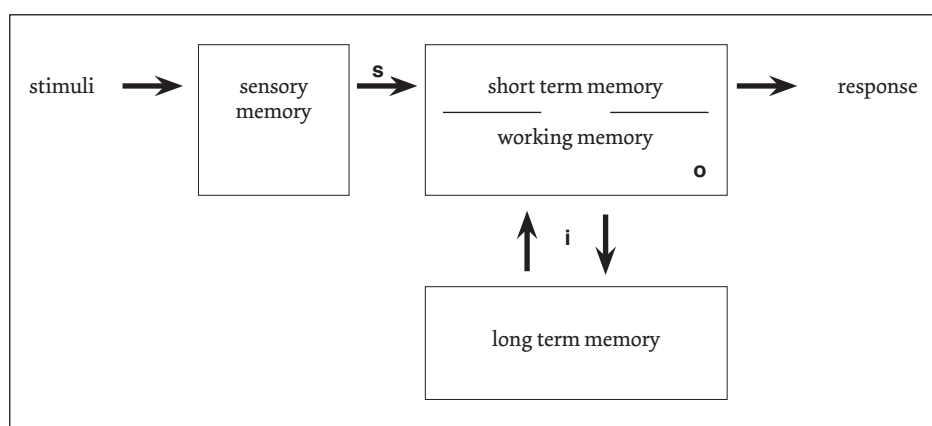 s
stimuli
sensory
memory
short term memory
response
working memory
o
i
long term memory